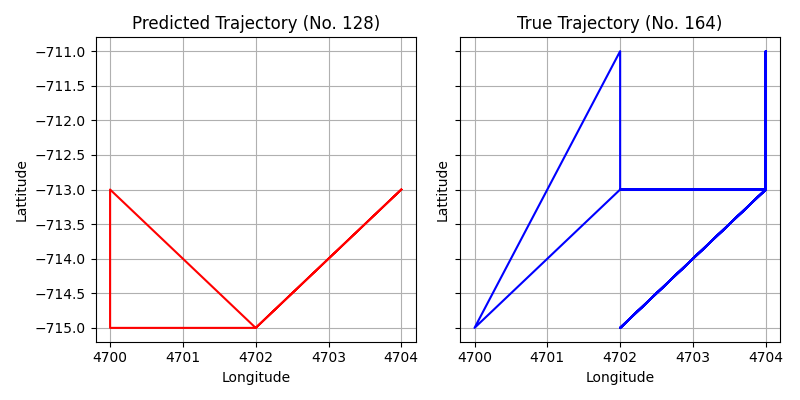 Predicted Trajectory (No. 128)
True Trajectory (No. 164)
−711.0
−711.5
−712.0
−712.5
−713.0
−713.5
−714.0
−714.5
−715.0
Lattitude
Lattitude
4700 4701 4702 4703 4704
4700 4701 4702 4703 4704
Longitude
Longitude